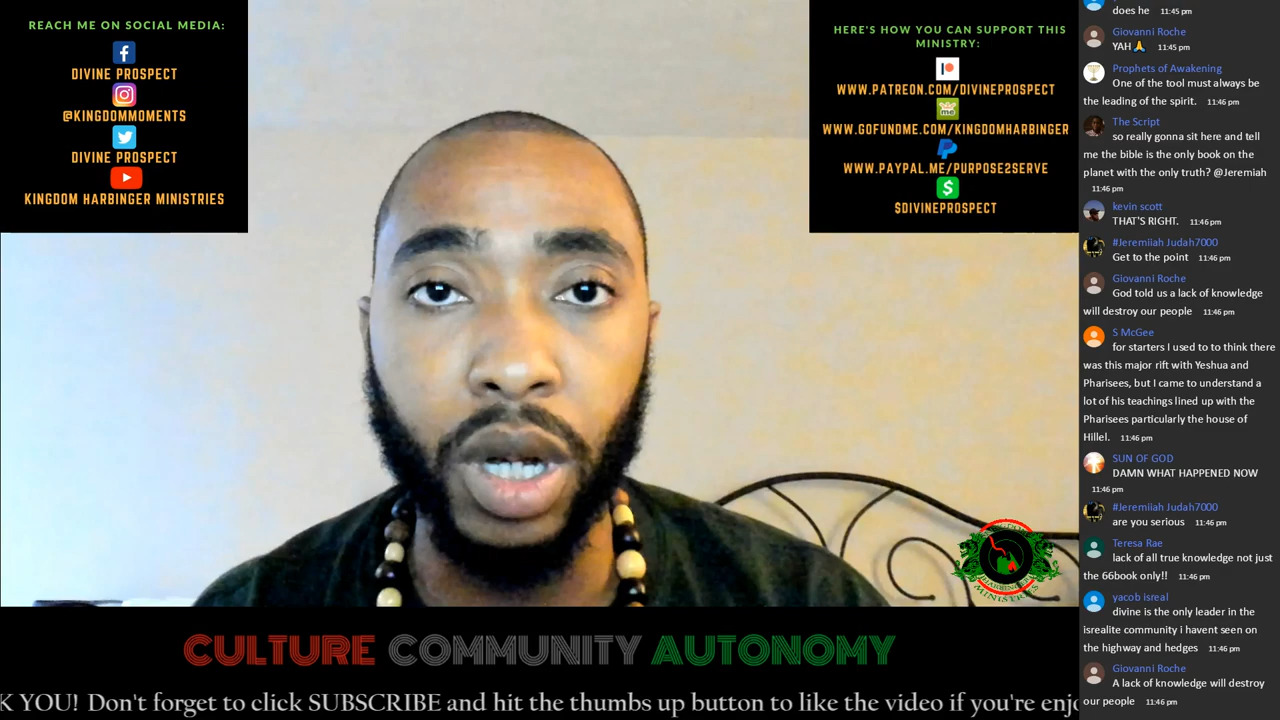 REACH ME ON SOCIAL MEDIA:
DIVINE PROSPECT
@KINGDOMMOMENTS
DIVINE PROSPECT
KINGDOM HARBINGER MINISTRIES
HERE'S HOW YOU CAN SUPPORT THIS
MINISTRY:
WWW.PATREON.COM/DIVINEPROSPECT
WWW.GOFUNDME.COM/KINGDOMHARBINGER
WWW.PAYPAL.ME/PURPOSE2SERVE
$DIVINEPROSPECT
does he 11:45 pm
Giovanni Roche
YAH🙏 11:45 pm
Prophets of Awakening
One of the tool must always be
the leading of the spirit. 11:46 pm
The Script
so really gonna sit here and tell
me the bible is the only book on the
planet with the only truth? @Jeremiah
11:46 pm
kevin scott
THAT'S RIGHT. 11:46 pm
#Jeremiiah Judah7000
Get to the point 11:46 pm
Giovanni Roche
God told us a lack of knowledge
will destroy our people 11:46 pm
S McGee
for starters I used to to think there
was this major rift with Yeshua and
Pharisees, but I came to understand a
lot of his teachings lined up with the
Pharisees particularly the house of
Hillel. 11:46 pm
SUN OF GOD
DAMN WHAT HAPPENED NOW
11:46 pm
#Jeremiiah Judah7000
are you serious 11:46 pm
Teresa Rae
lack of all true knowledge not just
the 66book only!! 11:46 pm
yacob isreal
divine is the only leader in the
isrealite community i havent seen on
the highway and hedges 11:46 pm
Giovanni Roche
A lack of knowledge will destroy
our people 11:46 pm
MINISTRIES
CULTURE COMMUNITY AUTONOMY
K YOU! Don't forget to click SUBSCRIBE and hit the thumbs up button to like the video if you're enjo